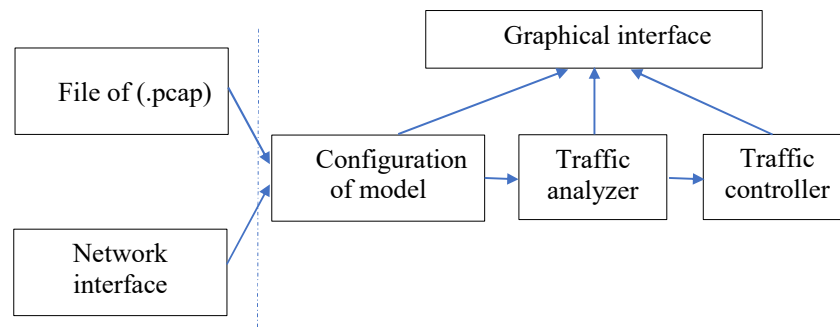 Graphical interface
File of (.pcap)
Configuration
of model
Traffic
analyzer
Traffic
controller
Network
interface